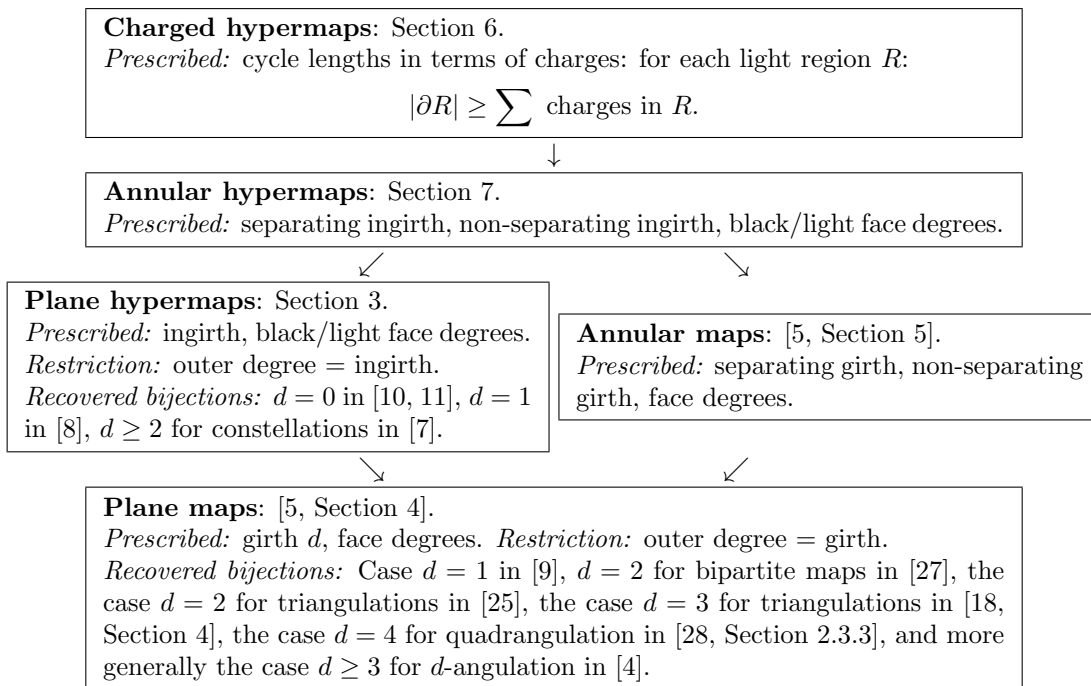 Charged hypermaps: Section 6.
Prescribed: cycle lengths in terms of charges: for each light region R:
|∂R| ≥ ∑ charges in R.
↓
Annular hypermaps: Section 7.
Prescribed: separating ingirth, non-separating ingirth, black/light face degrees.
↙ ↘
Plane hypermaps: Section 3.
Prescribed: ingirth, black/light face degrees.
Restriction: outer degree = ingirth.
Recovered bijections: d = 0 in [10, 11], d = 1
in [8], d ≥ 2 for constellations in [7].
Annular maps: [5, Section 5].
Prescribed: separating girth, non-separating
girth, face degrees.
↘ ↙
Plane maps: [5, Section 4].
Prescribed: girth d, face degrees. Restriction: outer degree = girth.
Recovered bijections: Case d = 1 in [9], d = 2 for bipartite maps in [27], the
case d = 2 for triangulations in [25], the case d = 3 for triangulations in [18,
Section 4], the case d = 4 for quadrangulation in [28, Section 2.3.3], and more
generally the case d ≥ 3 for d-angulation in [4].